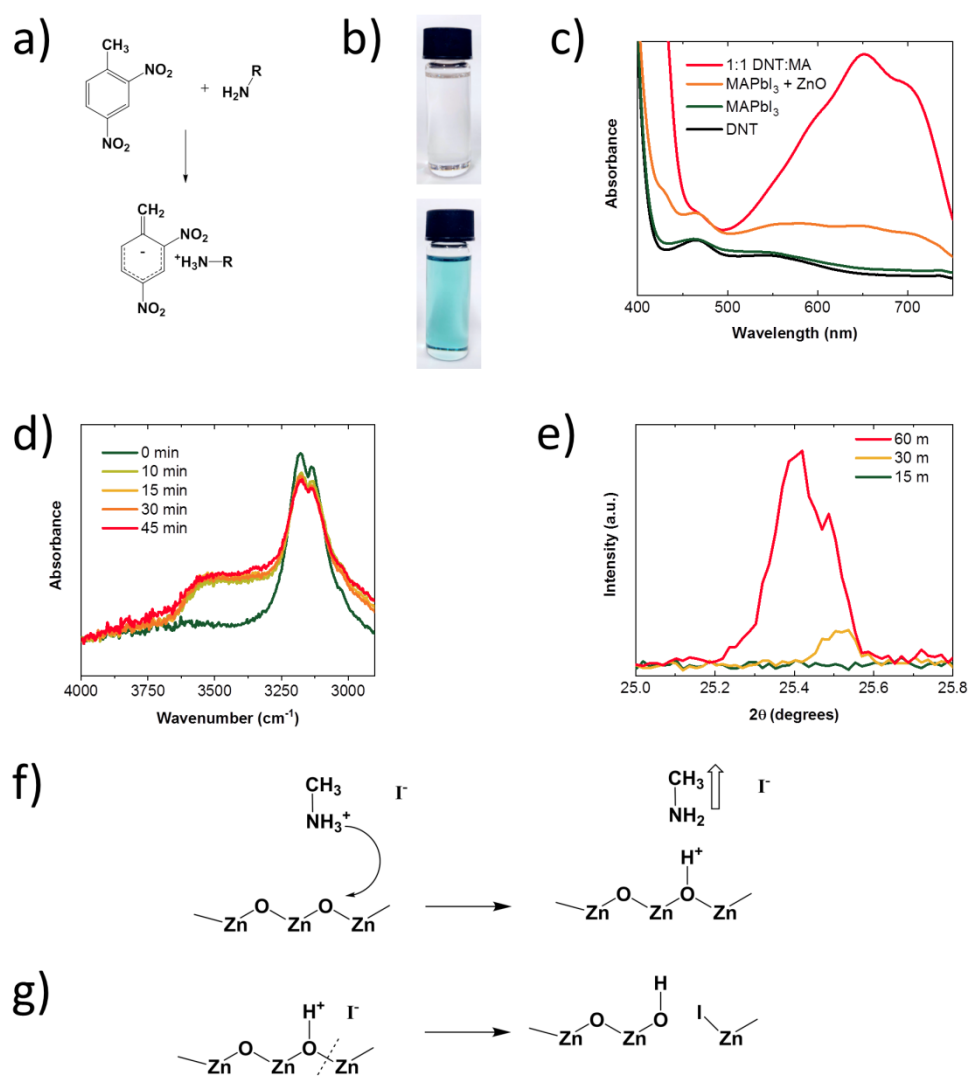 a)
CH₃
NO₂
NO₂
+
H₂N
R
CH₂
NO₂
-
⁺H₃N—R
NO₂
b)
c)
Absorbance
1:1 DNT:MA
MAPbI₃ + ZnO
MAPbI₃
DNT
400 500 600 700
Wavelength (nm)
d)
Absorbance
0 min
10 min
15 min
30 min
45 min
4000 3750 3500 3250 3000
Wavenumber (cm⁻¹)
e)
Intensity (a.u.)
60 m
30 m
15 m
25.0 25.2 25.4 25.6 25.8
2θ (degrees)
f)
CH₃
NH₃⁺
I⁻
Zn O Zn O Zn
CH₃
NH₂
I⁻
H⁺
Zn O Zn O Zn
g)
H⁺
I⁻
Zn O Zn O Zn
H
Zn O Zn O I Zn